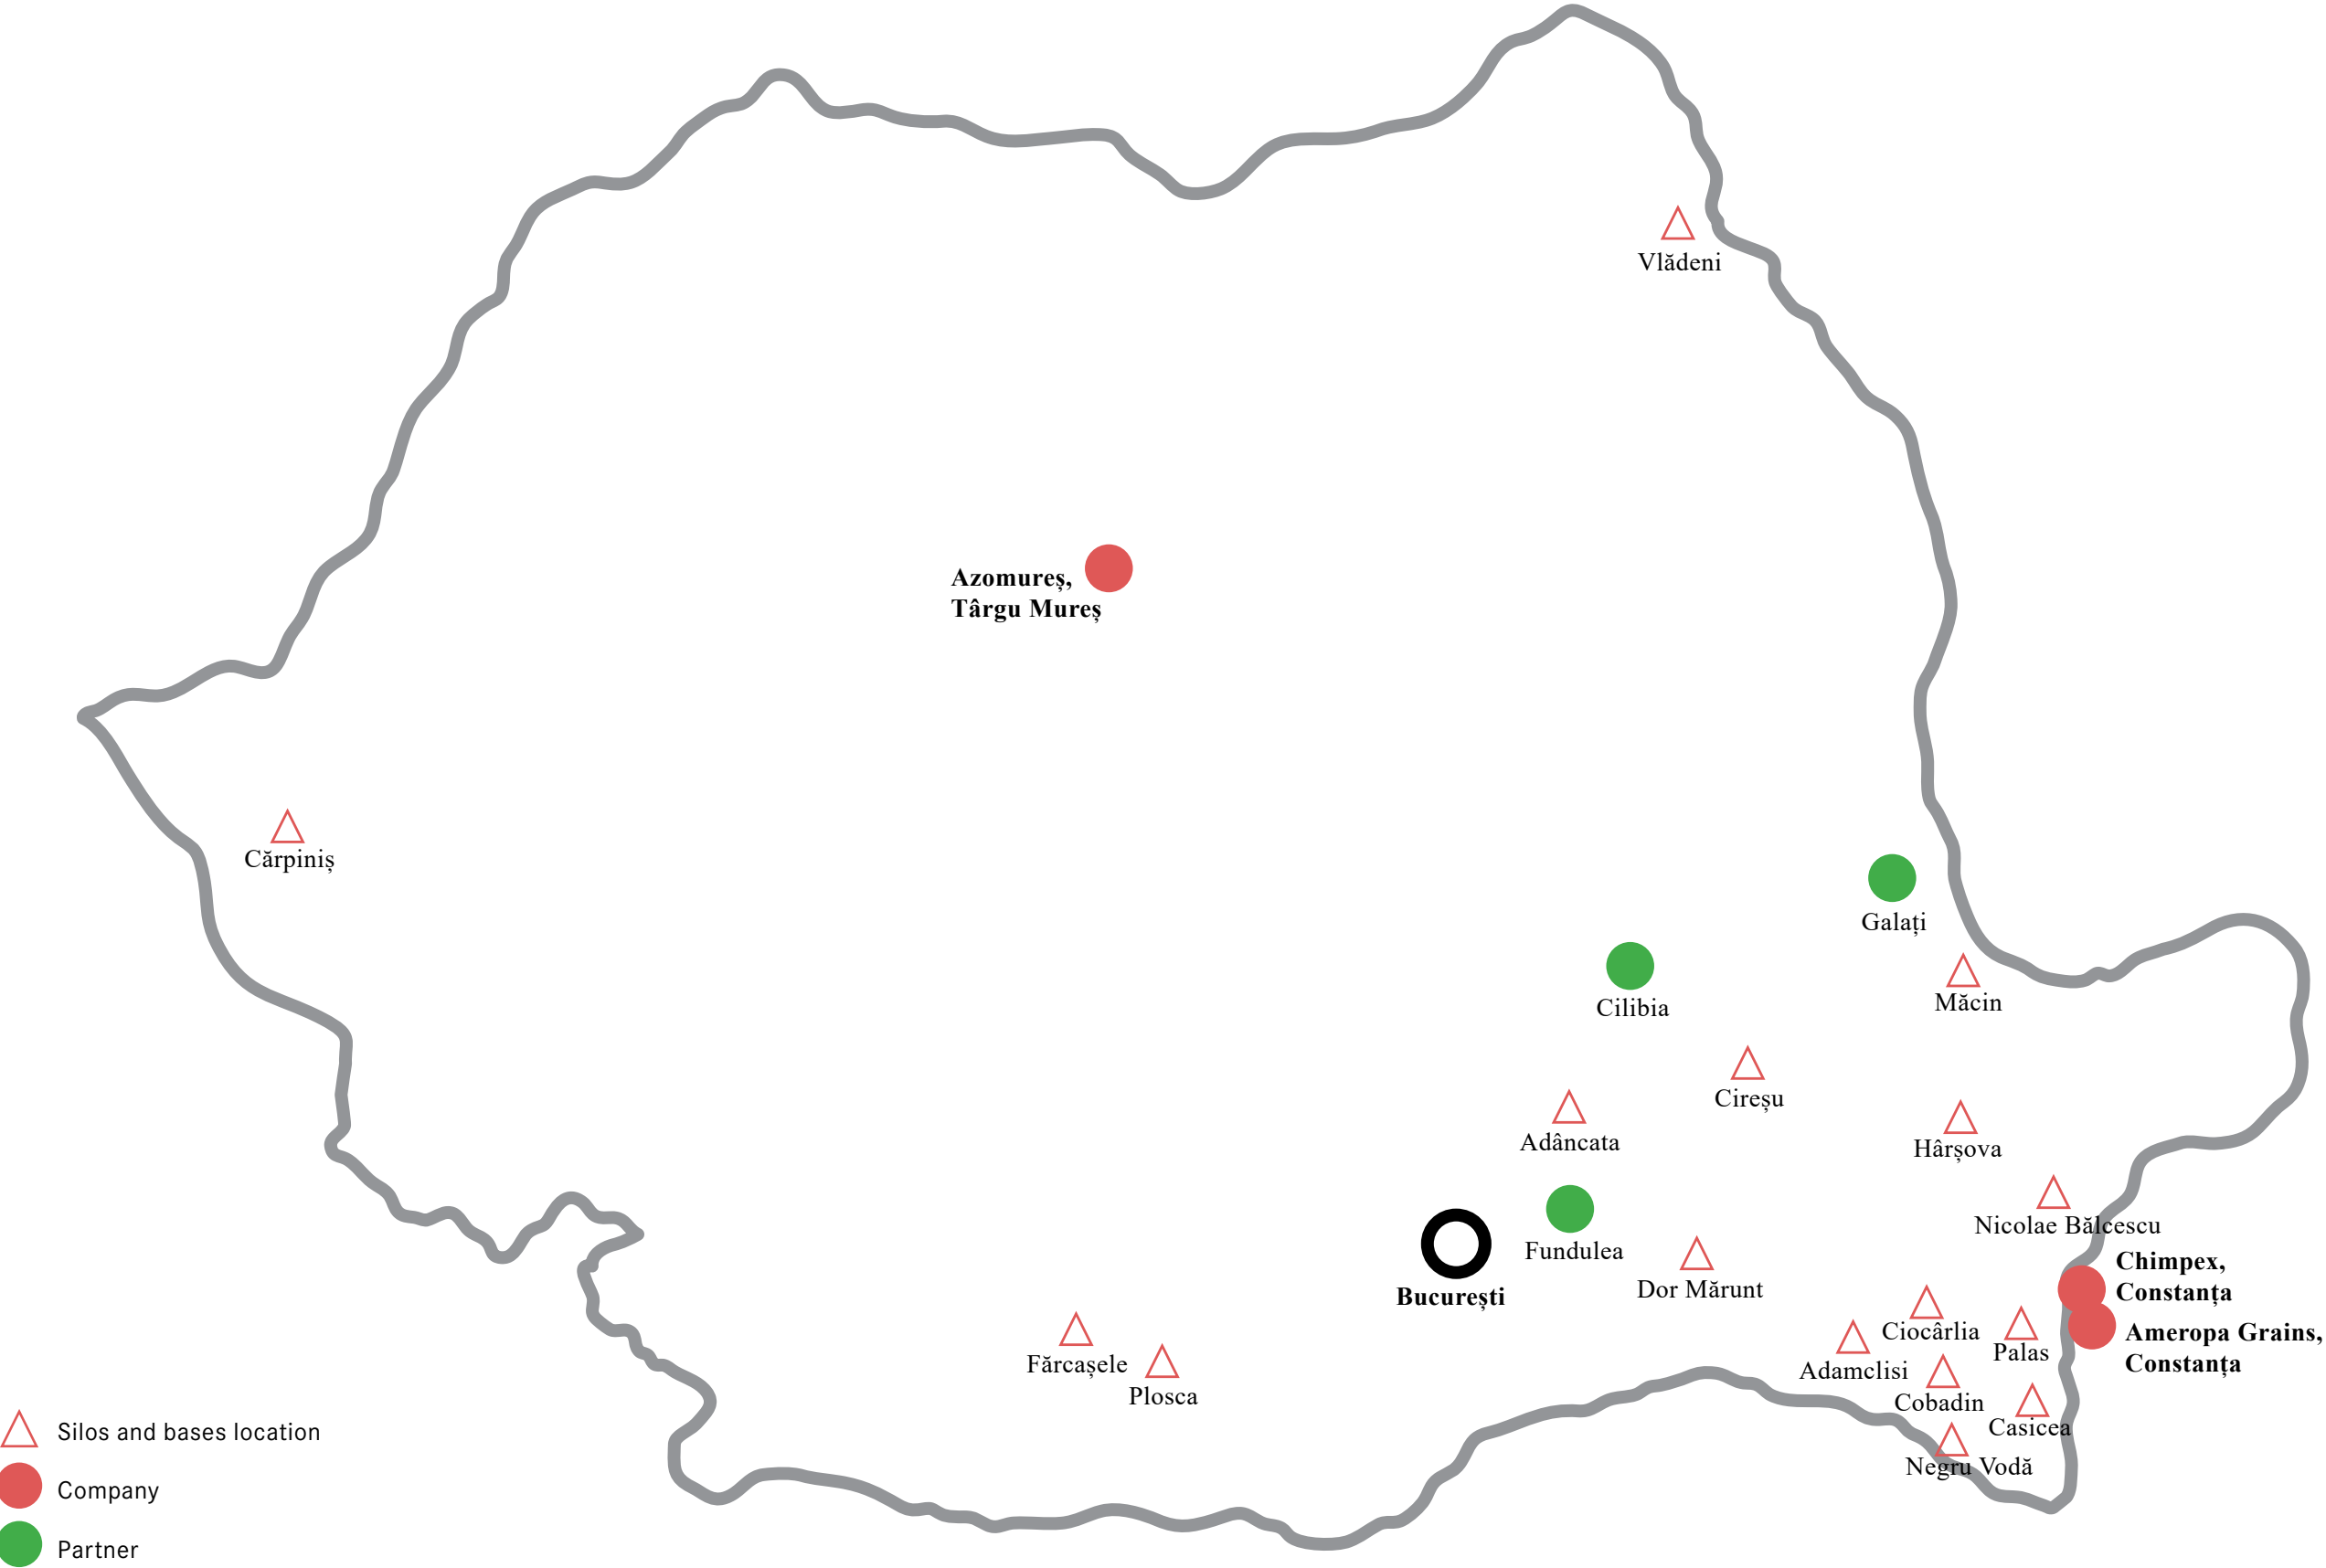 Vlădeni
Azomureș,
Târgu Mureș
Cărpiniș
Galați
Cilibia
Măcin
Cireșu
Adâncata
Hârșova
Nicolae Bălcescu
Fundulea
București
Dor Mărunt
Chimpex,
Constanța
Ciocârlia
Ameropa Grains,
Constanța
Palas
Adamclisi
Fărcașele
Plosca
Cobadin
Casicea
Negru Vodă
Silos and bases location
Company
Partner